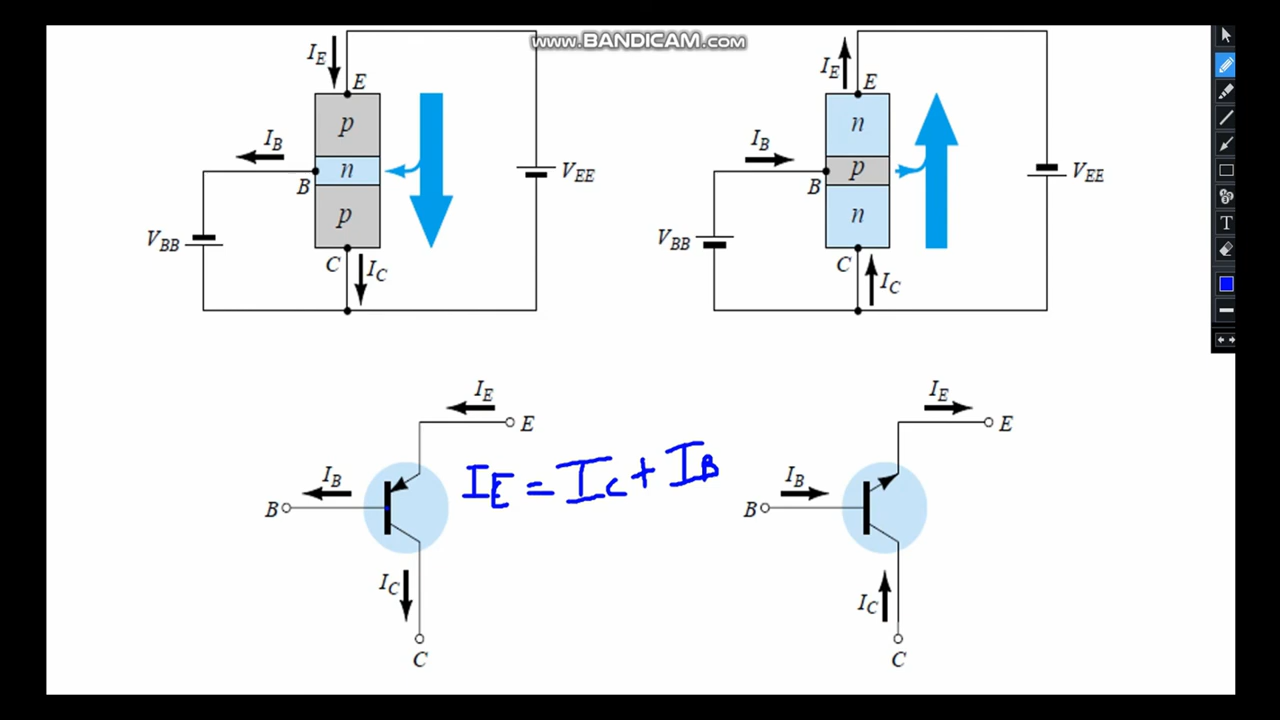 www.BANDICAM.com
I_E E I_E E
p n
I_B n V_EE I_B p V_EE
B B
p n
V_BB V_BB
C I_C C I_C
I_E E I_E E
I_E = I_C + I_B
I_B I_B
B B
I_C I_C
C C
T